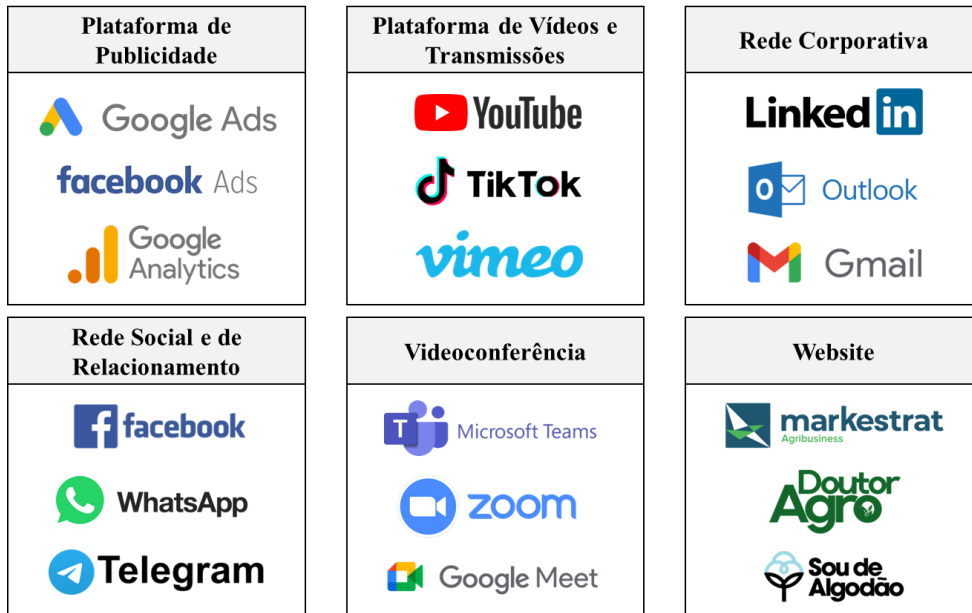 Plataforma de
Publicidade
Google Ads
facebook Ads
Google
Analytics
Plataforma de Vídeos e
Transmissões
YouTube
TikTok
vimeo
Rede Corporativa
Linked in
O Outlook
Gmail
Rede Social e de
Relacionamento
f facebook
WhatsApp
Telegram
Videoconferência
T Microsoft Teams
zoom
Google Meet
Website
markestrat
Agribusiness
Doutor
Agro
Sou de
Algodão